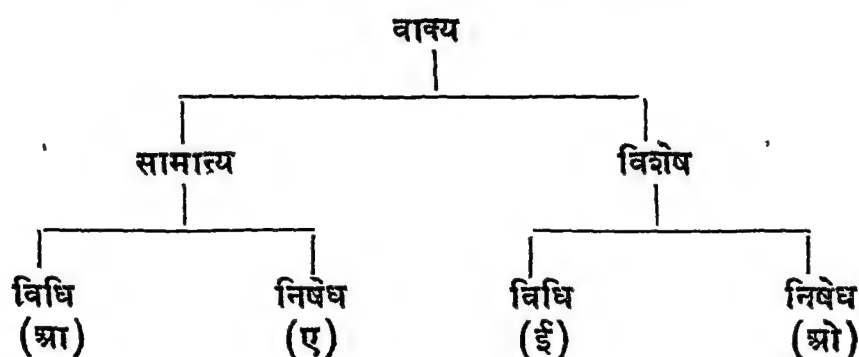 वाक्य
सामान्य विशेष
विधि निषेध विधि निषेध
(आ) (ए) (ई) (ओ)